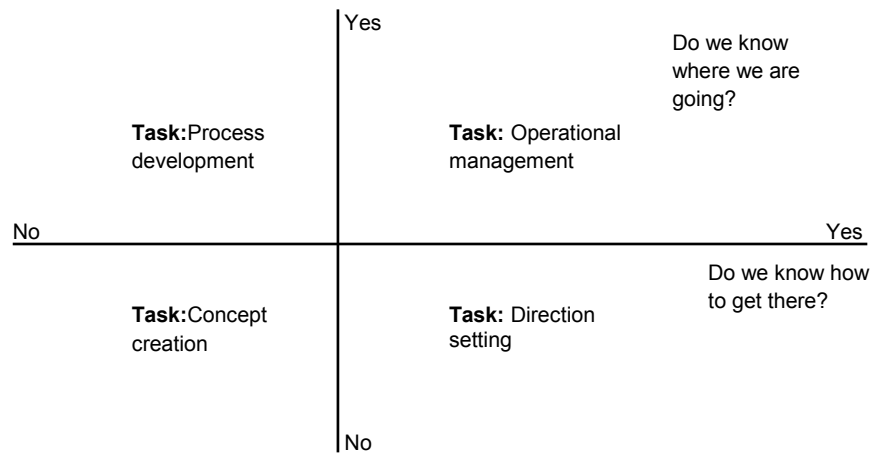 Yes
Do we know
where we are
going?
Task:Process
development
Task: Operational
management
No
Yes
Do we know how
to get there?
Task:Concept
creation
Task: Direction
setting
No